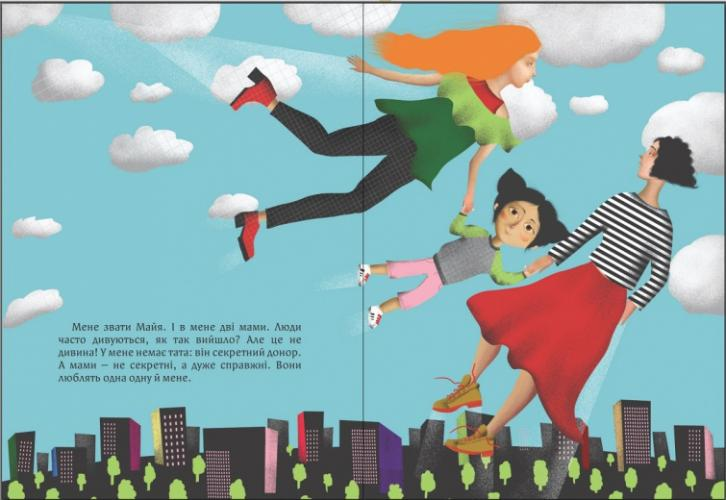 Мене звати Майя. І в мене дві мами. Люди
часто дивуються, як так вийшло? Але це не
дивина! У мене немає тата: він секретний донор.
А мами – не секретні, а дуже справжні. Вони
люблять одна одну й мене.